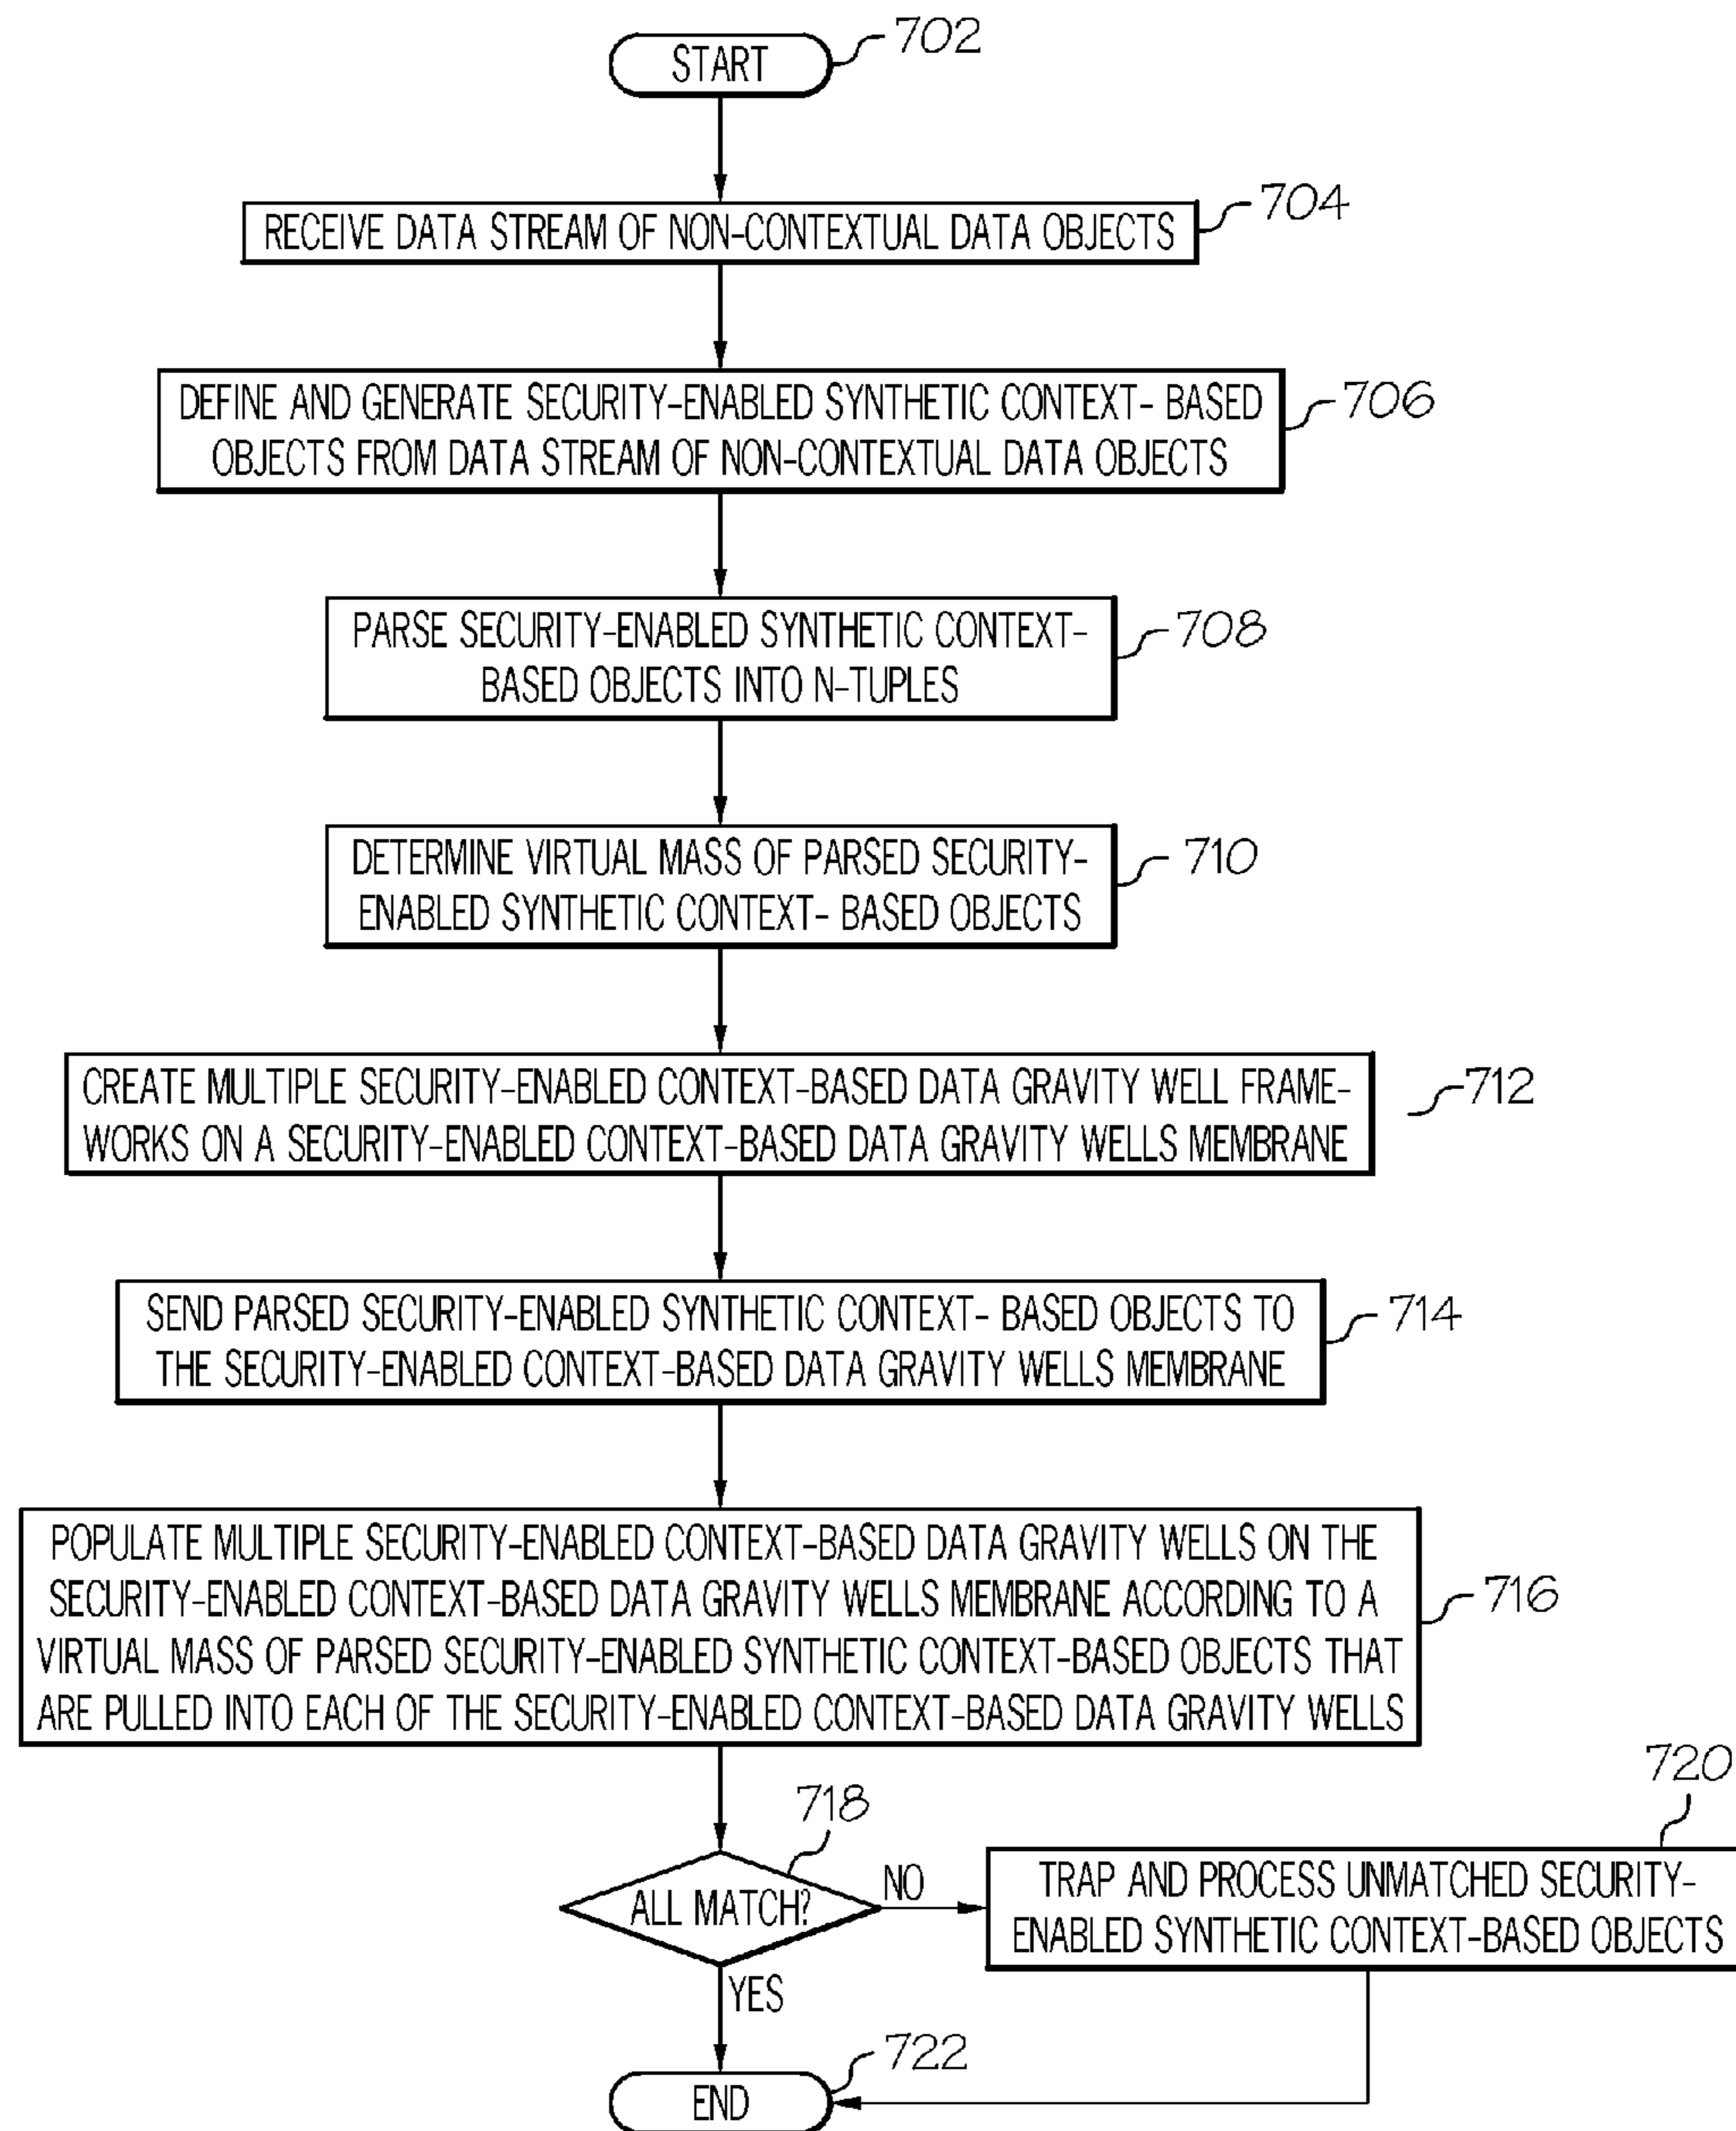 START
702
RECEIVE DATA STREAM OF NON-CONTEXTUAL DATA OBJECTS
704
DEFINE AND GENERATE SECURITY-ENABLED SYNTHETIC CONTEXT- BASED
OBJECTS FROM DATA STREAM OF NON-CONTEXTUAL DATA OBJECTS
706
PARSE SECURITY-ENABLED SYNTHETIC CONTEXT-
BASED OBJECTS INTO N-TUPLES
708
DETERMINE VIRTUAL MASS OF PARSED SECURITY-
ENABLED SYNTHETIC CONTEXT- BASED OBJECTS
710
CREATE MULTIPLE SECURITY-ENABLED CONTEXT-BASED DATA GRAVITY WELL FRAME-
WORKS ON A SECURITY-ENABLED CONTEXT-BASED DATA GRAVITY WELLS MEMBRANE
712
SEND PARSED SECURITY-ENABLED SYNTHETIC CONTEXT- BASED OBJECTS TO
THE SECURITY-ENABLED CONTEXT-BASED DATA GRAVITY WELLS MEMBRANE
714
POPULATE MULTIPLE SECURITY-ENABLED CONTEXT-BASED DATA GRAVITY WELLS ON THE
SECURITY-ENABLED CONTEXT-BASED DATA GRAVITY WELLS MEMBRANE ACCORDING TO A
VIRTUAL MASS OF PARSED SECURITY-ENABLED SYNTHETIC CONTEXT-BASED OBJECTS THAT
ARE PULLED INTO EACH OF THE SECURITY-ENABLED CONTEXT-BASED DATA GRAVITY WELLS
716
718
ALL MATCH?
NO
720
TRAP AND PROCESS UNMATCHED SECURITY-
ENABLED SYNTHETIC CONTEXT-BASED OBJECTS
YES
722
END